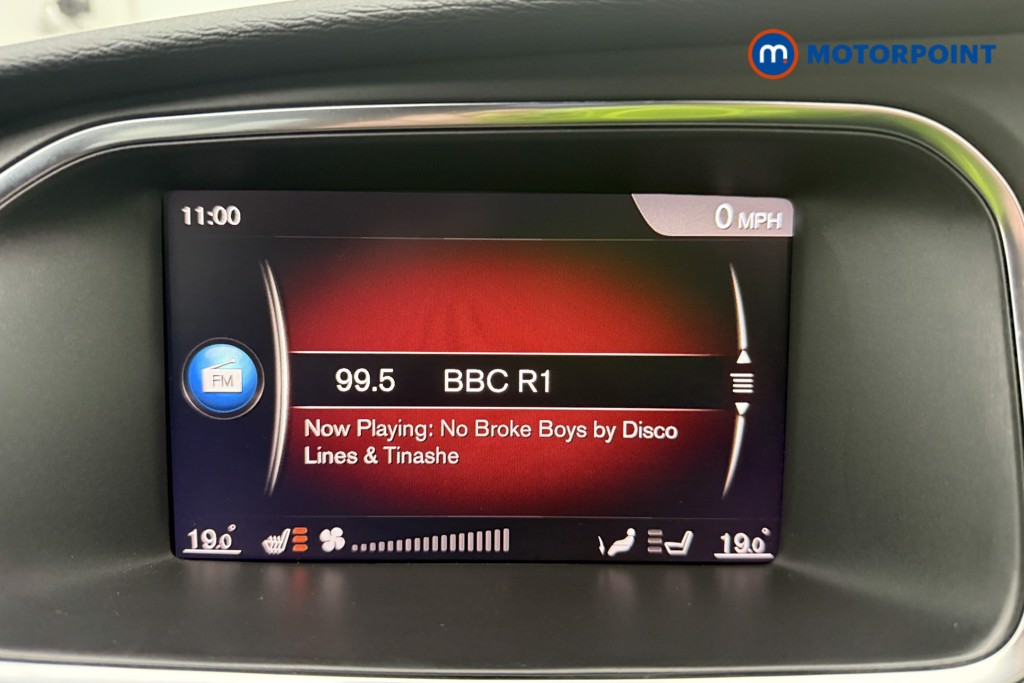 m. MOTORPOINT
11:00
0 MPH
99.5 BBC R1
FM
Now Playing: No Broke Boys by Disco
Lines & Tinashe
19.0°
19.0°